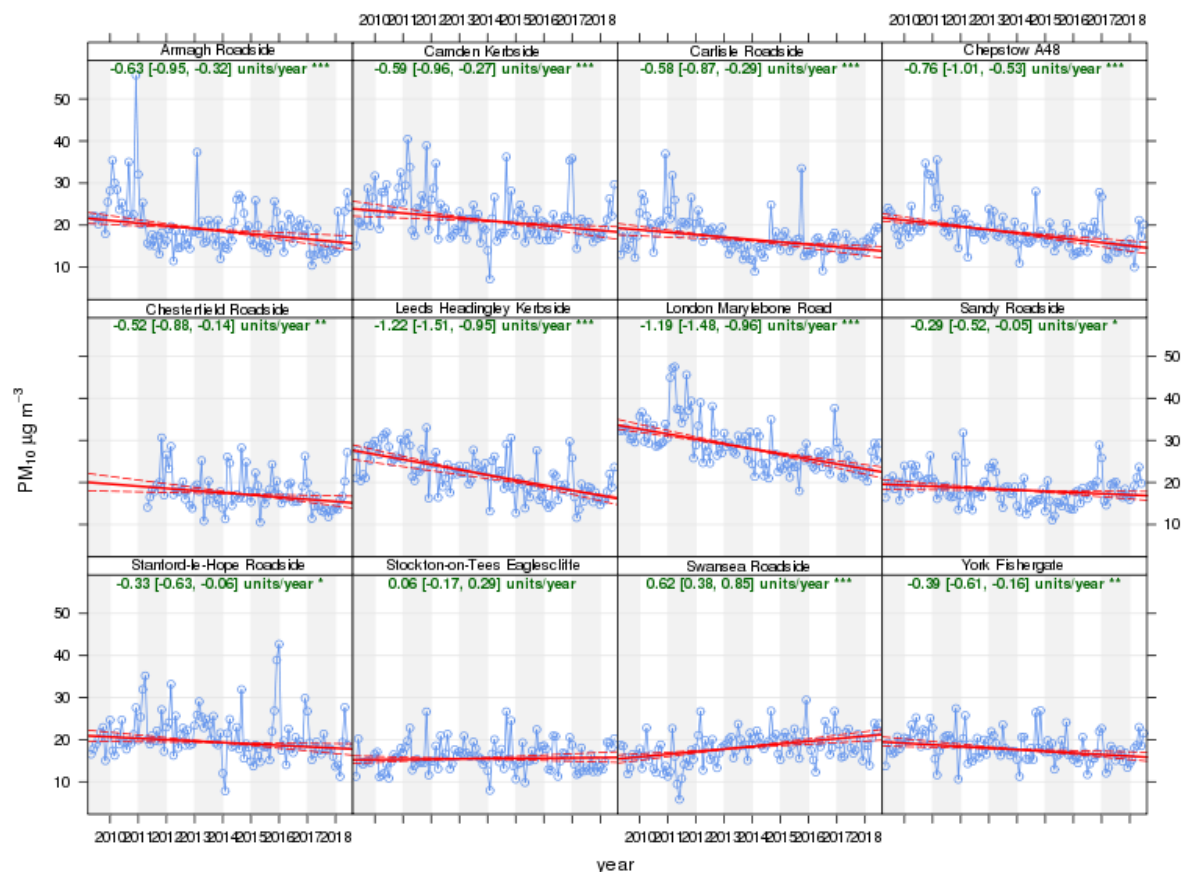 2010 2011 2012 2013 2014 2015 2016 2017 2018 2010 2011 2012 2013 2014 2015 2016 2017 2018
Armagh Roadside Camden Kerbside Carlisle Roadside Chepstow A48
-0.63 [-0.95, -0.32] units/year *** -0.59 [-0.96, -0.27] units/year *** -0.58 [-0.87, -0.29] units/year *** -0.76 [-1.01, -0.53] units/year ***
50
40
30
20
10
Chesterfield Roadside Leeds Headingley Kerbside London Marylebone Road Sandy Roadside
-0.52 [-0.88, -0.14] units/year ** -1.22 [-1.51, -0.95] units/year *** -1.19 [-1.48, -0.96] units/year *** -0.29 [-0.52, -0.05] units/year *
50
40
30
20
10
PM₁₀ µg m⁻³
Stanford-le-Hope Roadside Stockton-on-Tees Eaglescliffe Swansea Roadside York Fishergate
-0.33 [-0.63, -0.06] units/year * 0.06 [-0.17, 0.29] units/year 0.62 [0.38, 0.85] units/year *** -0.39 [-0.61, -0.16] units/year **
50
40
30
20
10
2010 2011 2012 2013 2014 2015 2016 2017 2018 2010 2011 2012 2013 2014 2015 2016 2017 2018
year